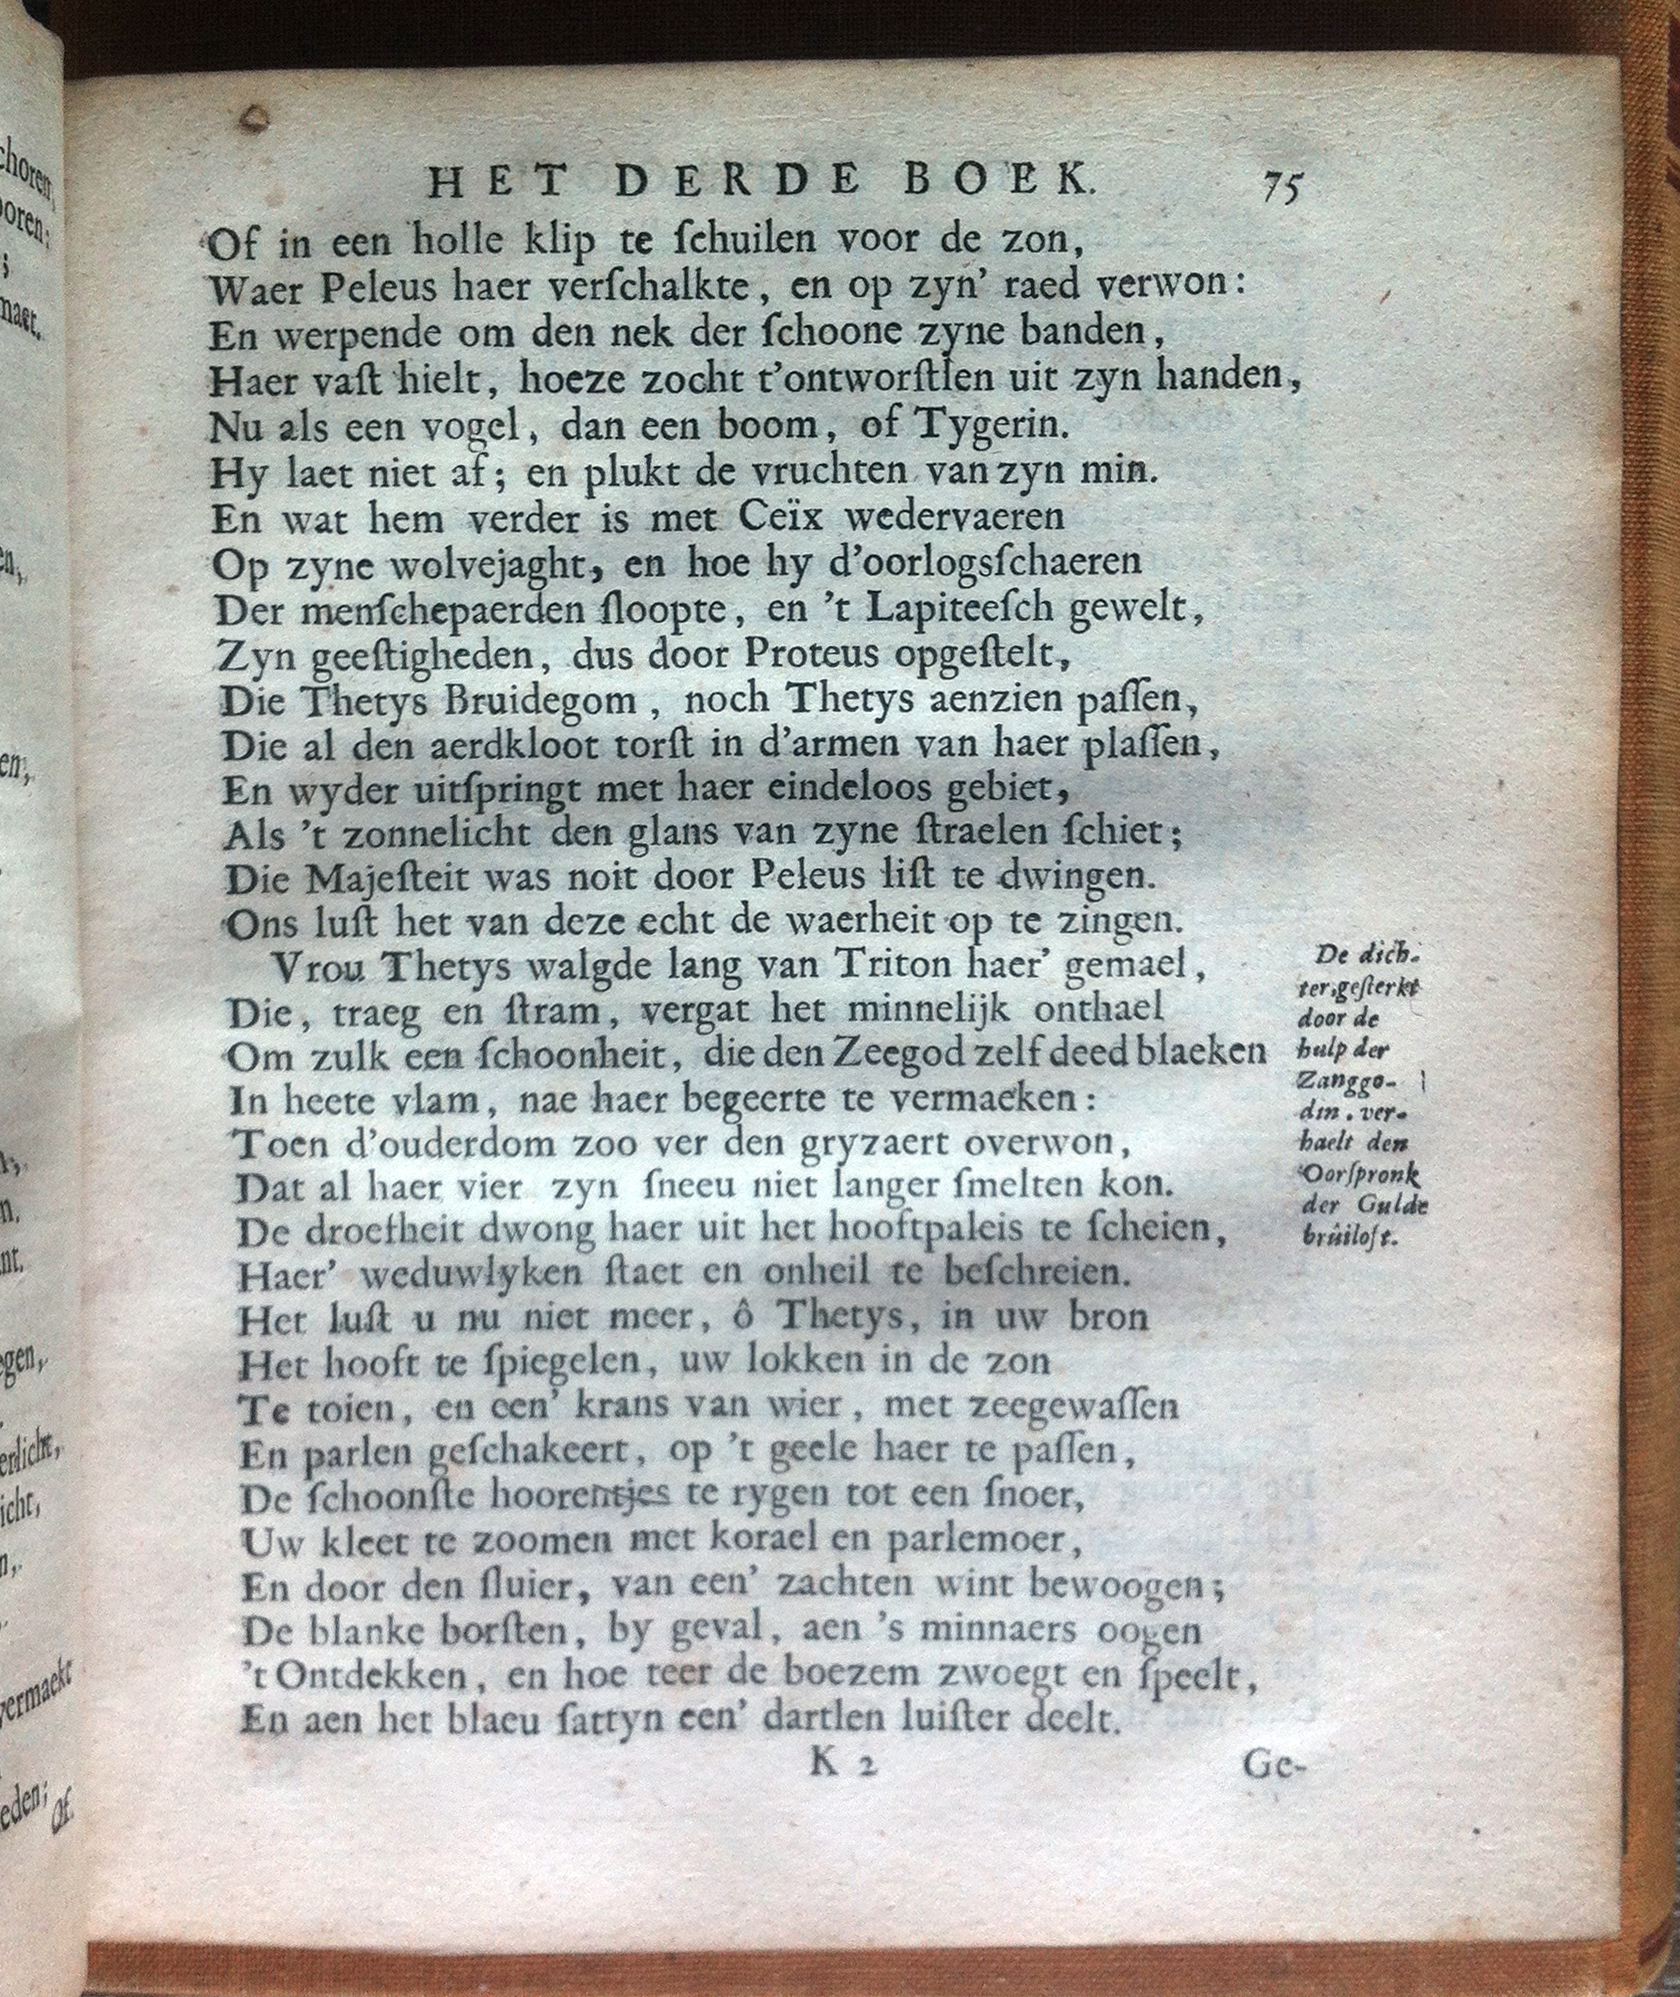 HET DERDE BOEK. 75
Of in een holle klip te ſchuilen voor de zon,
Waer Peleus haer verſchalkte, en op zyn' raed verwon:
En werpende om den nek der ſchoone zyne banden,
Haer vaſt hielt, hoeze zocht t'ontworſtlen uit zyn handen,
Nu als een vogel, dan een boom, of Tygerin.
Hy laet niet af; en plukt de vruchten van zyn min.
En wat hem verder is met Ceïx wedervaeren
Op zyne wolvejaght, en hoe hy d'oorlogsſchaeren
Der menſchepaerden ſloopte, en 't Lapiteeſch gewelt,
Zyn geeſtigheden, dus door Proteus opgeſtelt,
Die Thetys Bruidegom, noch Thetys aenzien paſſen,
Die al den aerdkloot torſt in d'armen van haer plaſſen,
En wyder uitſpringt met haer eindeloos gebiet,
Als 't zonnelicht den glans van zyne ſtraelen ſchiet;
Die Majeſteit was noit door Peleus liſt te dwingen.
Ons luſt het van deze echt de waerheit op te zingen.
Vrou Thetys walgde lang van Triton haer' gemael,
Die, traeg en ſtram, vergat het minnelijk onthael
Om zulk een ſchoonheit, die den Zeegod zelf deed blaeken
In heete vlam, nae haer begeerte te vermaeken:
Toen d'ouderdom zoo ver den gryzaert overwon,
Dat al haer vier zyn ſneeu niet langer ſmelten kon.
De droefheit dwong haer uit het hooftpaleis te ſcheien,
Haer' weduwlyken ſtaet en onheil te beſchreien.
Het luſt u nu niet meer, ô Thetys, in uw bron
Het hooft te ſpiegelen, uw lokken in de zon
Te toien, en een' krans van wier, met zeegewaſſen
En parlen geſchakeert, op 't geele haer te paſſen,
De ſchoonſte hoorentjes te rygen tot een ſnoer,
Uw kleet te zoomen met korael en parlemoer,
En door den ſluier, van een' zachten wint bewoogen;
De blanke borſten, by geval, aen 's minnaers oogen
't Ontdekken, en hoe teer de boezem zwoegt en ſpeelt,
En aen het blaeu ſattyn een' dartlen luiſter deelt.
K 2 Ge-
De dich-
ter, geſterkt
door de
hulp der
Zanggo-
din, ver-
haelt den
Oorſpronk
der Gulde
brûiloft.